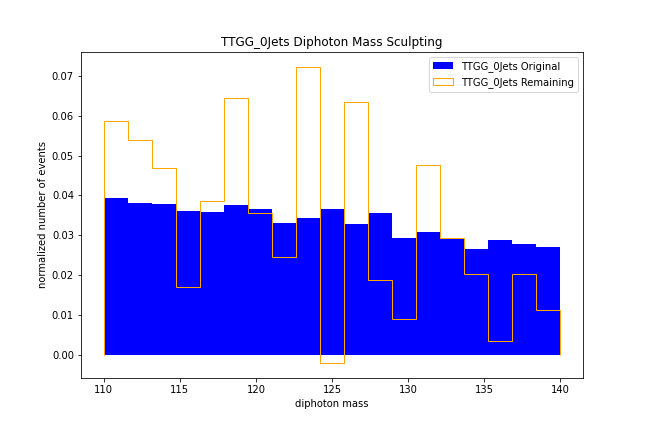 TTGG_0Jets Diphoton Mass Sculpting
TTGG_0Jets Original
TTGG_0Jets Remaining
normalized number of events
0.07
0.06
0.05
0.04
0.03
0.02
0.01
0.00
110 115 120 125 130 135 140
diphoton mass